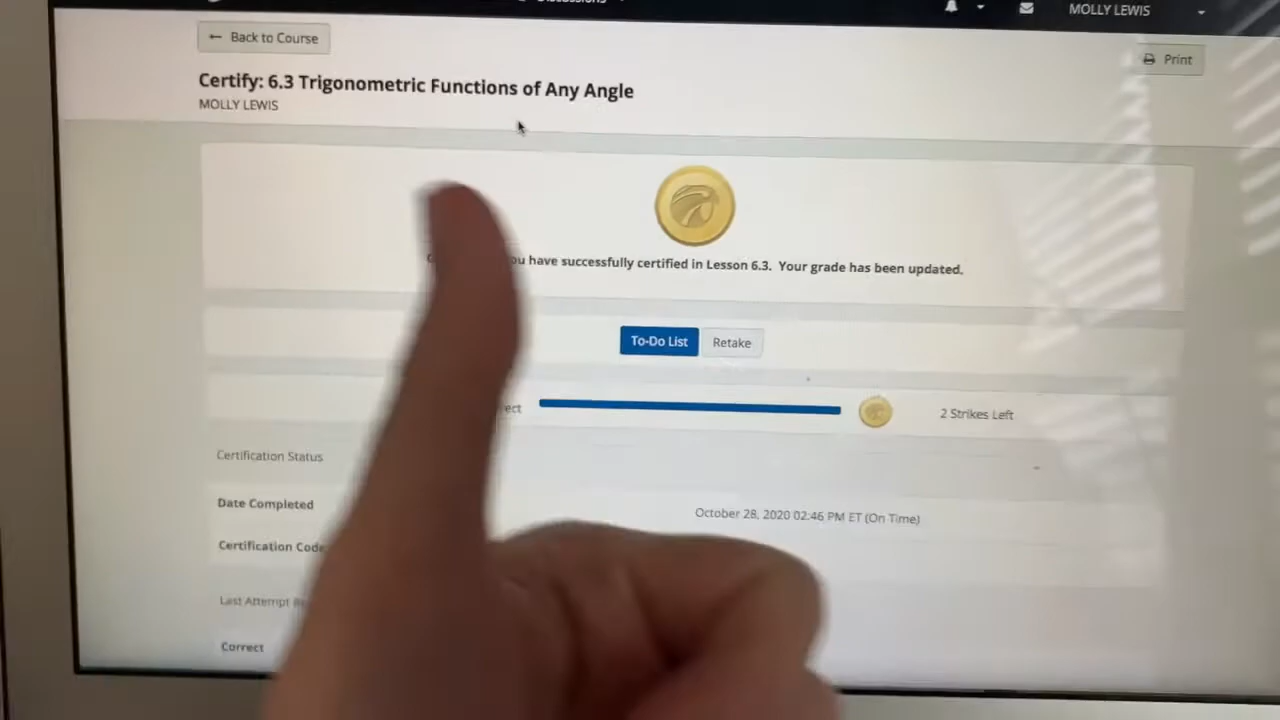 MOLLY LEWIS
← Back to Course
Print
Certify: 6.3 Trigonometric Functions of Any Angle
MOLLY LEWIS
have successfully certified in Lesson 6.3. Your grade has been updated.
To-Do List
Retake
2 Strikes Left
Certification Status
Date Completed
October 28, 2020 02:46 PM ET (On Time)
Certification Code
Last Attempt
Correct